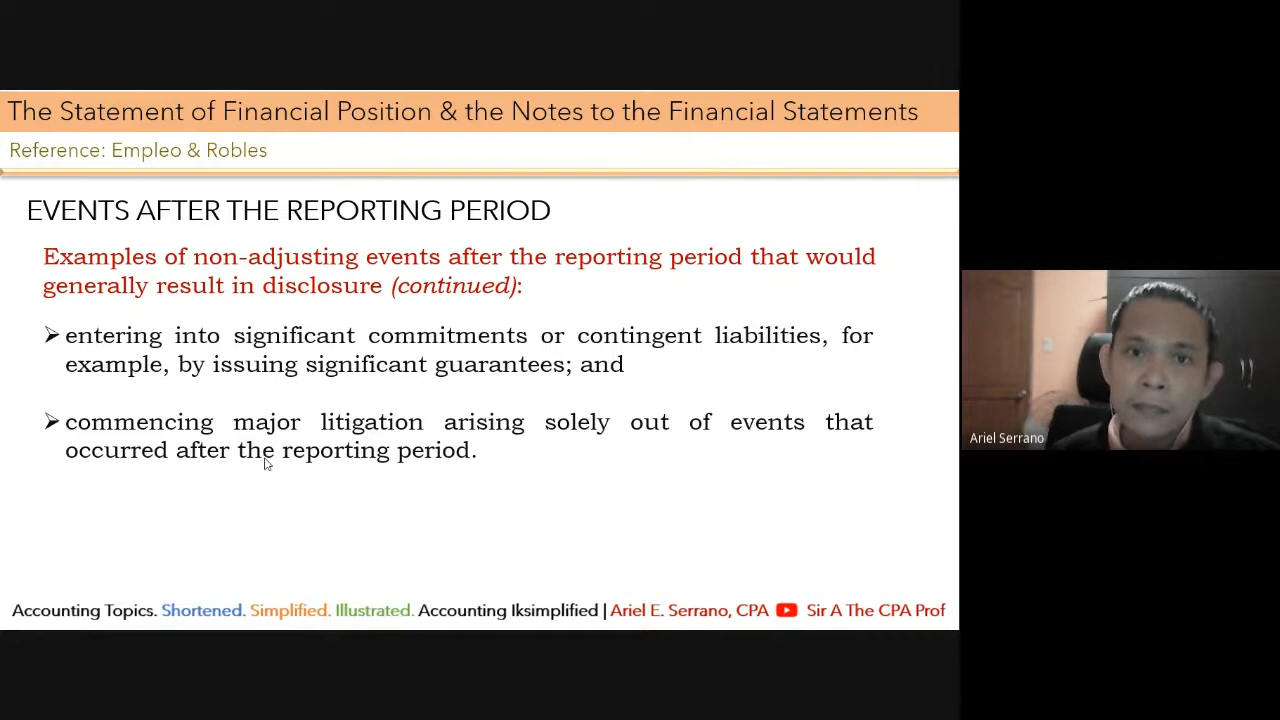 The Statement of Financial Position & the Notes to the Financial Statements
Reference: Empleo & Robles
EVENTS AFTER THE REPORTING PERIOD
Examples of non-adjusting events after the reporting period that would
generally result in disclosure (continued):
➢ entering into significant commitments or contingent liabilities, for
example, by issuing significant guarantees; and
➢ commencing major litigation arising solely out of events that
occurred after the reporting period.
Accounting Topics. Shortened. Simplified. Illustrated. Accounting Iksimplified | Ariel E. Serrano, CPA Sir A The CPA Prof
Ariel Serrano